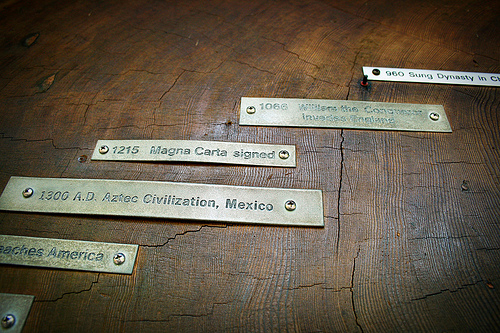 960 Sung Dynasty in C
1066 William the Conqueror
Invades England
1215 Magna Carta signed
1300 A.D. Aztec Civilization, Mexico
eaches America